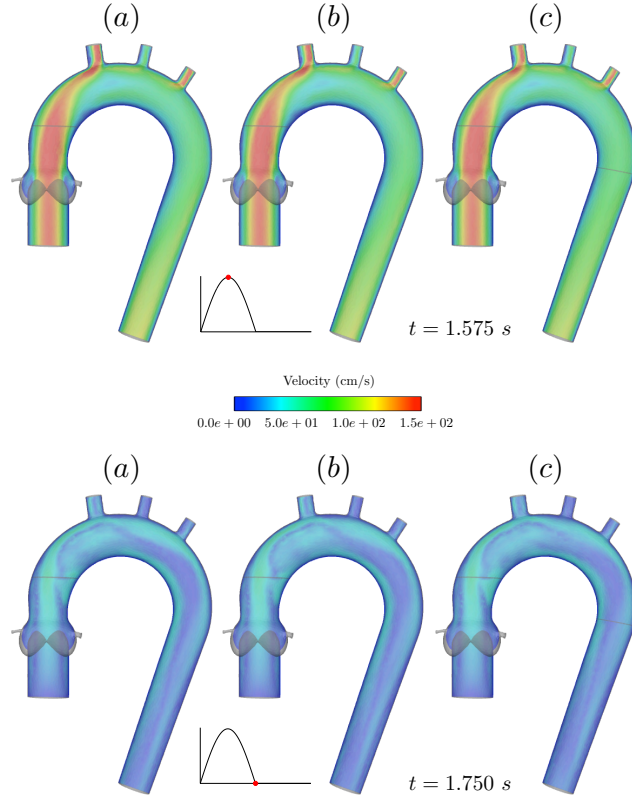 (a) (b) (c)
t = 1.575 s
Velocity (cm/s)
0.0e + 00 5.0e + 01 1.0e + 02 1.5e + 02
(a) (b) (c)
t = 1.750 s